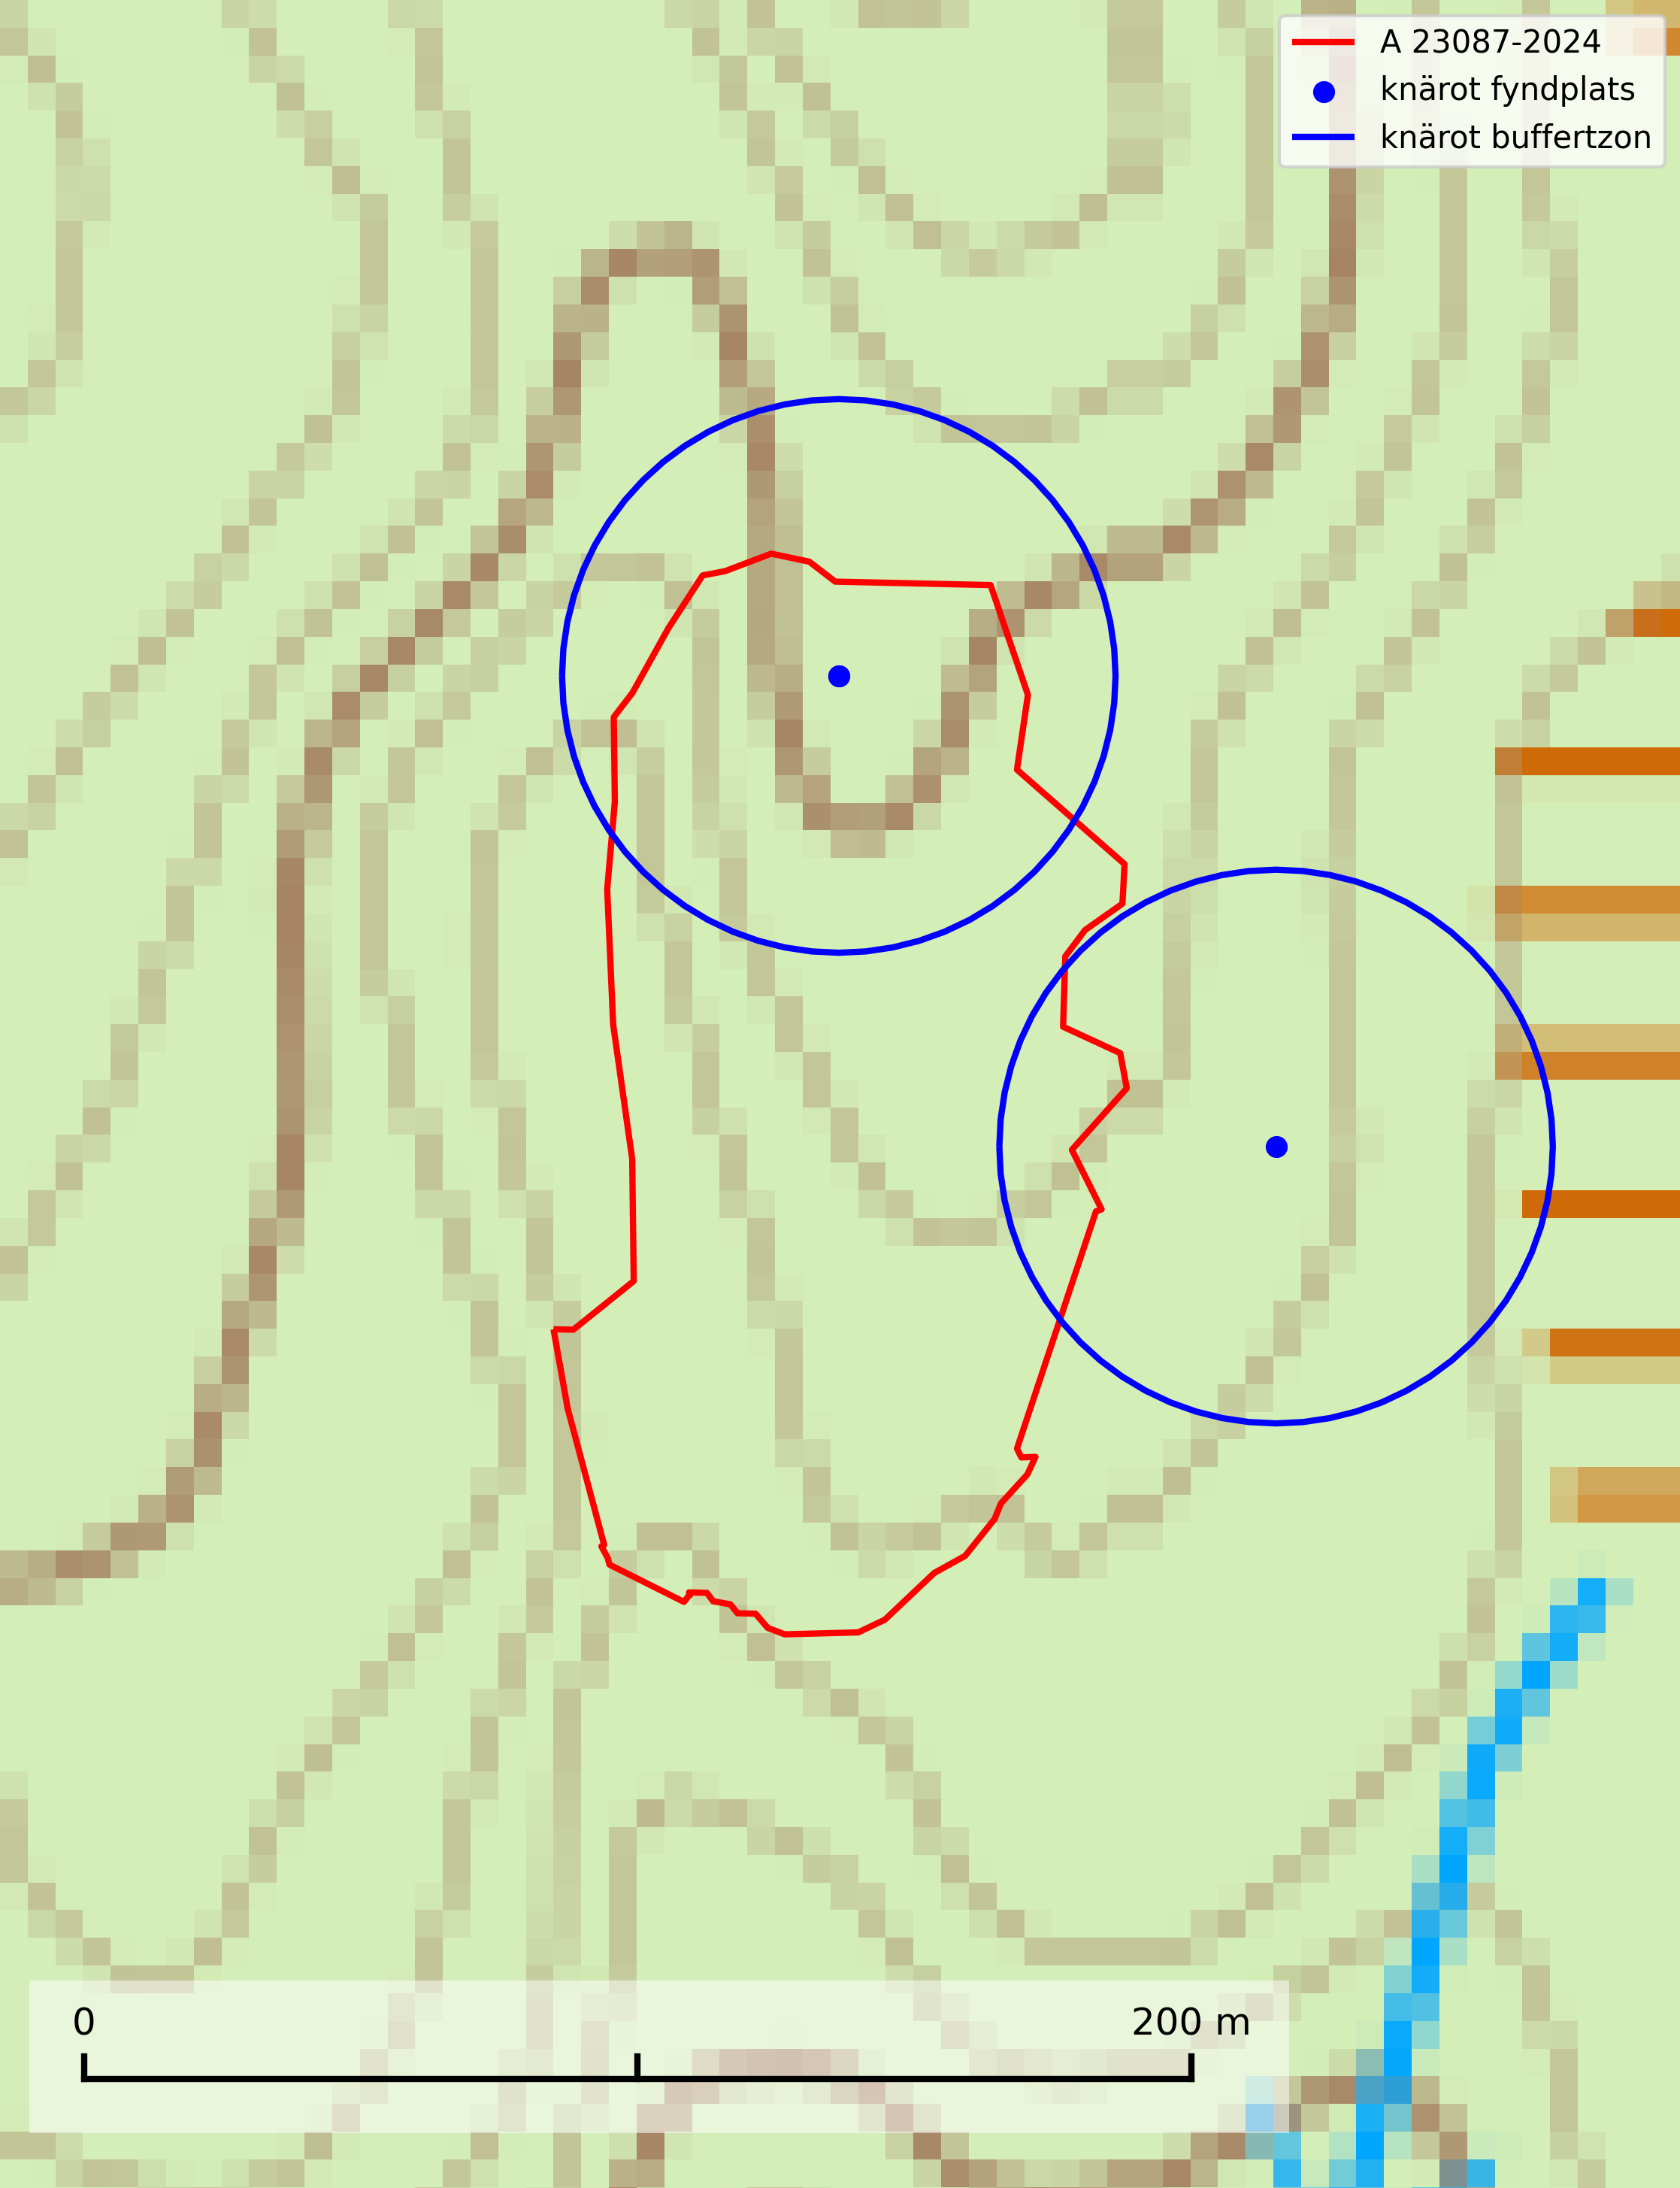 A 23087-2024
knärot fyndplats
knärot buffertzon
0
200 m